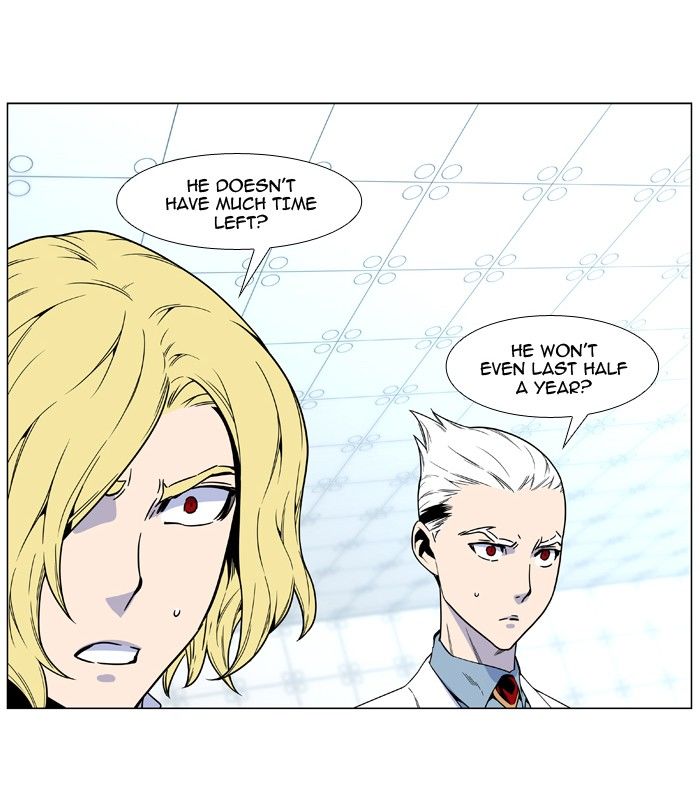 HE DOESN'T
HAVE MUCH TIME
LEFT?
HE WON'T
EVEN LAST HALF
A YEAR?